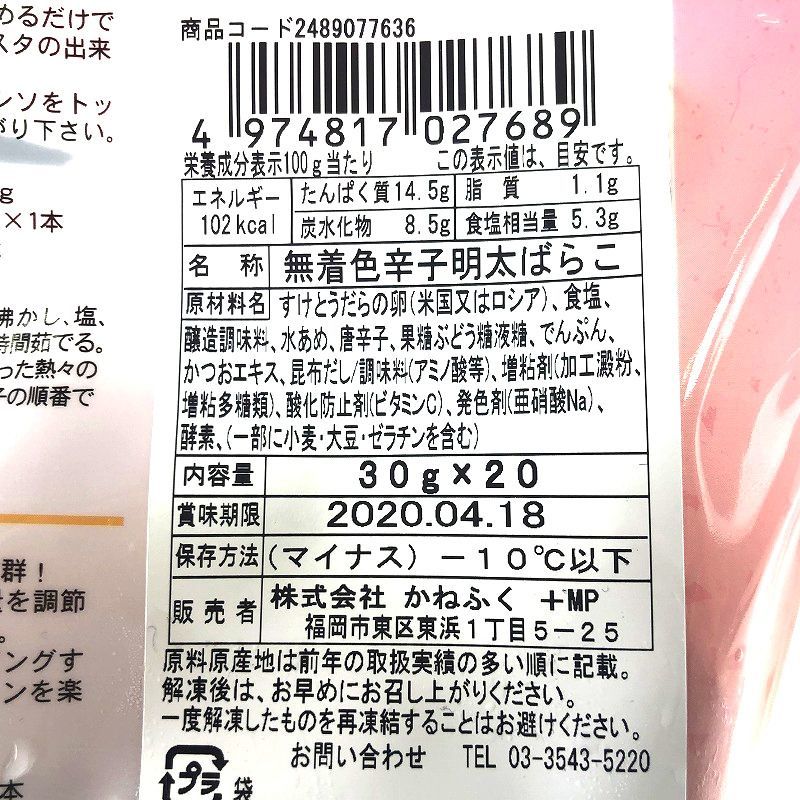 めるだけで
スタの出来
ンソをトッ
がり下さい。
g
×1本
沸かし、塩、
時間茹でる。
った熱々の
子の順番で
群！
を調節
。
ングす
ンを楽
本
商品コード2489077636
4 974817 027689
栄養成分表示100g当たり この表示値は、目安です。
エネルギー 102kcal たんぱく質14.5g 脂質 1.1g
炭水化物 8.5g 食塩相当量 5.3g
名称 無着色辛子明太ばらこ
原材料名 すけとうだらの卵(米国又はロシア)、食塩、
醸造調味料、水あめ、唐辛子、果糖ぶどう糖液糖、でんぷん、
かつおエキス、昆布だし/調味料(アミノ酸等)、増粘剤(加工澱粉、
増粘多糖類)、酸化防止剤(ビタミンC)、発色剤(亜硝酸Na)、
酵素、(一部に小麦・大豆・ゼラチンを含む)
内容量 30g×20
賞味期限 2020.04.18
保存方法 (マイナス)－10℃以下
販売者 株式会社 かねふく +MP
福岡市東区東浜1丁目5－25
原料原産地は前年の取扱実績の多い順に記載。
解凍後は、お早めにお召し上がりください。
一度解凍したものを再凍結することはお避けください。
お問い合わせ TEL 03-3543-5220
プラ 袋